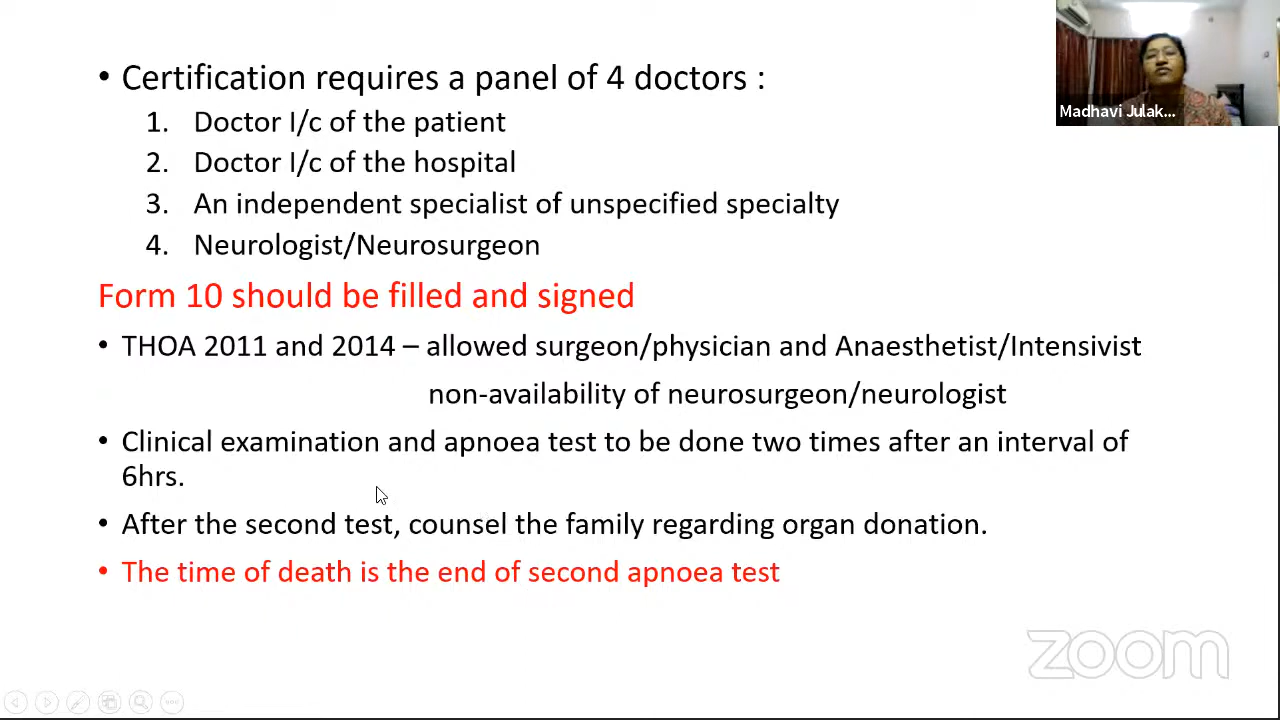 • Certification requires a panel of 4 doctors :
1. Doctor I/c of the patient
2. Doctor I/c of the hospital
3. An independent specialist of unspecified specialty
4. Neurologist/Neurosurgeon
Form 10 should be filled and signed
• THOA 2011 and 2014 – allowed surgeon/physician and Anaesthetist/Intensivist
non-availability of neurosurgeon/neurologist
• Clinical examination and apnoea test to be done two times after an interval of
6hrs.
• After the second test, counsel the family regarding organ donation.
• The time of death is the end of second apnoea test
Madhavi Julak...
zoom